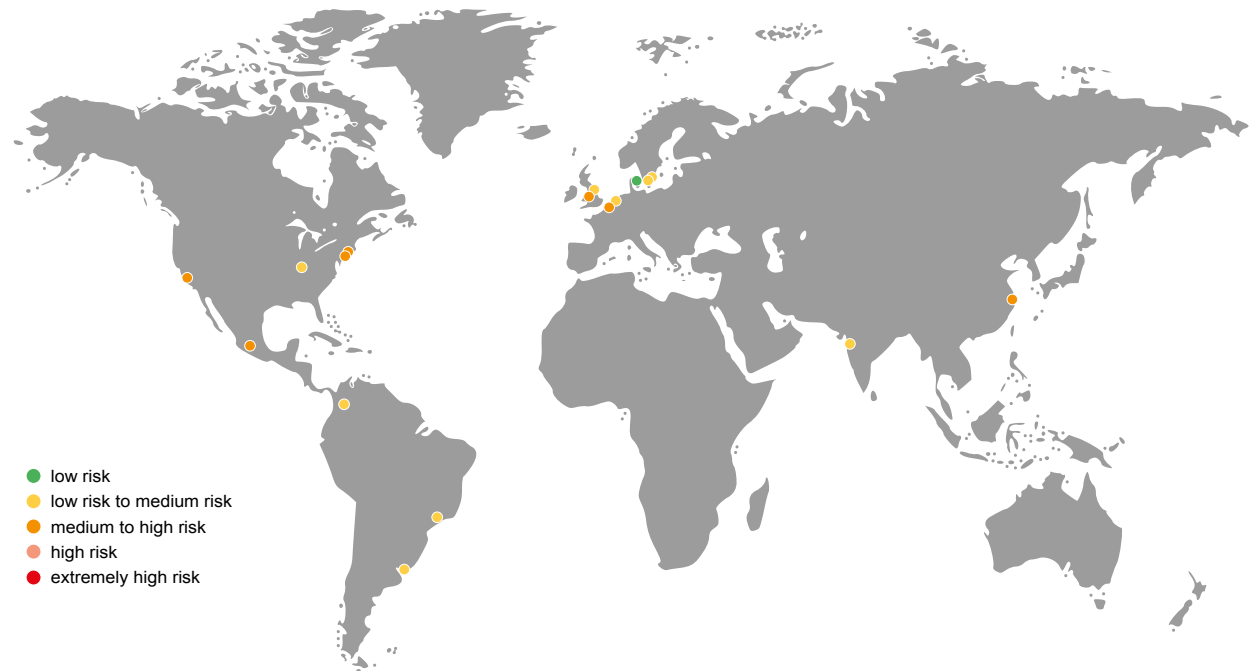 low risk
low risk to medium risk
medium to high risk
high risk
extremely high risk